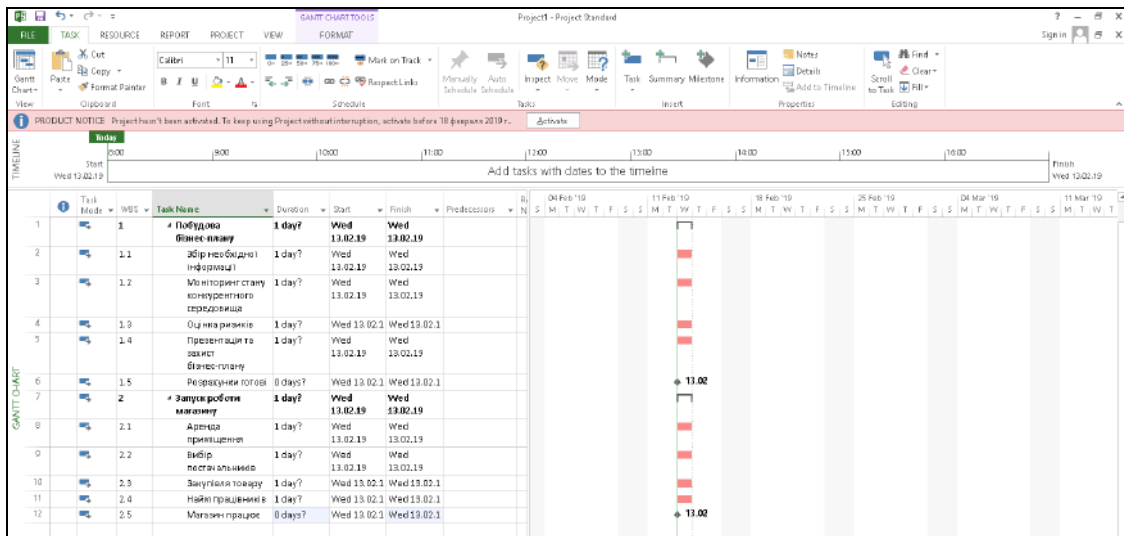 GANTT CHART TOOLS
Project1 - Project Standard
FILE TASK RESOURCE REPORT PROJECT VIEW FORMAT Sign in
Gantt Chart
View
Paste
Cut
Copy
Format Painter
Clipboard
Calibri 11
B I U
Font
0% 25% 50% 75% 100%
Mark on Track
Respect Links
Schedule
Manually Schedule
Auto Schedule
Inspect Move Mode
Tasks
Task Summary Milestone
Insert
Information
Notes
Details
Add to Timeline
Properties
Scroll to Task
Find
Clear
Fill
Editing
PRODUCT NOTICE Project hasn't been activated. To keep using Project without interruption, activate before 18 февраля 2019 г. Activate
TIMELINE
Today
8:00 9:00 10:00 11:00 12:00 13:00 14:00 15:00 16:00
Start
Wed 13.02.19
Add tasks with dates to the timeline
Finish
Wed 13.02.19
GANTT CHART
Task Mode WBS Task Name Duration Start Finish Predecessors
04 Feb '19 11 Feb '19 18 Feb '19 25 Feb '19 04 Mar '19 11 Mar '19
S M T W T F S S M T W T F S S M T W T F S S M T W T F S S M T W T F S S M T W T
1 1 Побудова бізнес-плану 1 day? Wed 13.02.19 Wed 13.02.19
2 1.1 Збір необхідної інформації 1 day? Wed 13.02.19 Wed 13.02.19
3 1.2 Моніторинг стану конкурентного середовища 1 day? Wed 13.02.19 Wed 13.02.19
4 1.3 Оцінка ризиків 1 day? Wed 13.02.1 Wed 13.02.1
5 1.4 Презентація та захист бізнес-плану 1 day? Wed 13.02.19 Wed 13.02.19
6 1.5 Розрахунки готові 0 days? Wed 13.02.1 Wed 13.02.1 13.02
7 2 Запуск роботи магазину 1 day? Wed 13.02.19 Wed 13.02.19
8 2.1 Аренда приміщення 1 day? Wed 13.02.19 Wed 13.02.19
9 2.2 Вибір постачальників 1 day? Wed 13.02.19 Wed 13.02.19
10 2.3 Закупівля товару 1 day? Wed 13.02.1 Wed 13.02.1
11 2.4 Найм працівників 1 day? Wed 13.02.1 Wed 13.02.1
12 2.5 Магазин працює 0 days? Wed 13.02.1 Wed 13.02.1 13.02